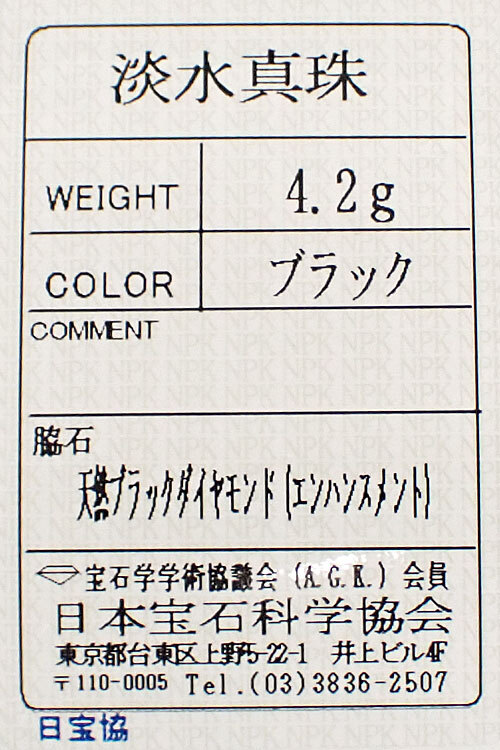 淡水真珠
WEIGHT 4.2g
COLOR ブラック
COMMENT
脇石
天然ブラックダイヤモンド(エンハンスメント)
宝石学学術協議会(A.G.K.)会員
日本宝石科学協会
東京都台東区上野5-22-1 井上ビル4F
〒110-0005 Tel.(03)3836-2507
日宝協